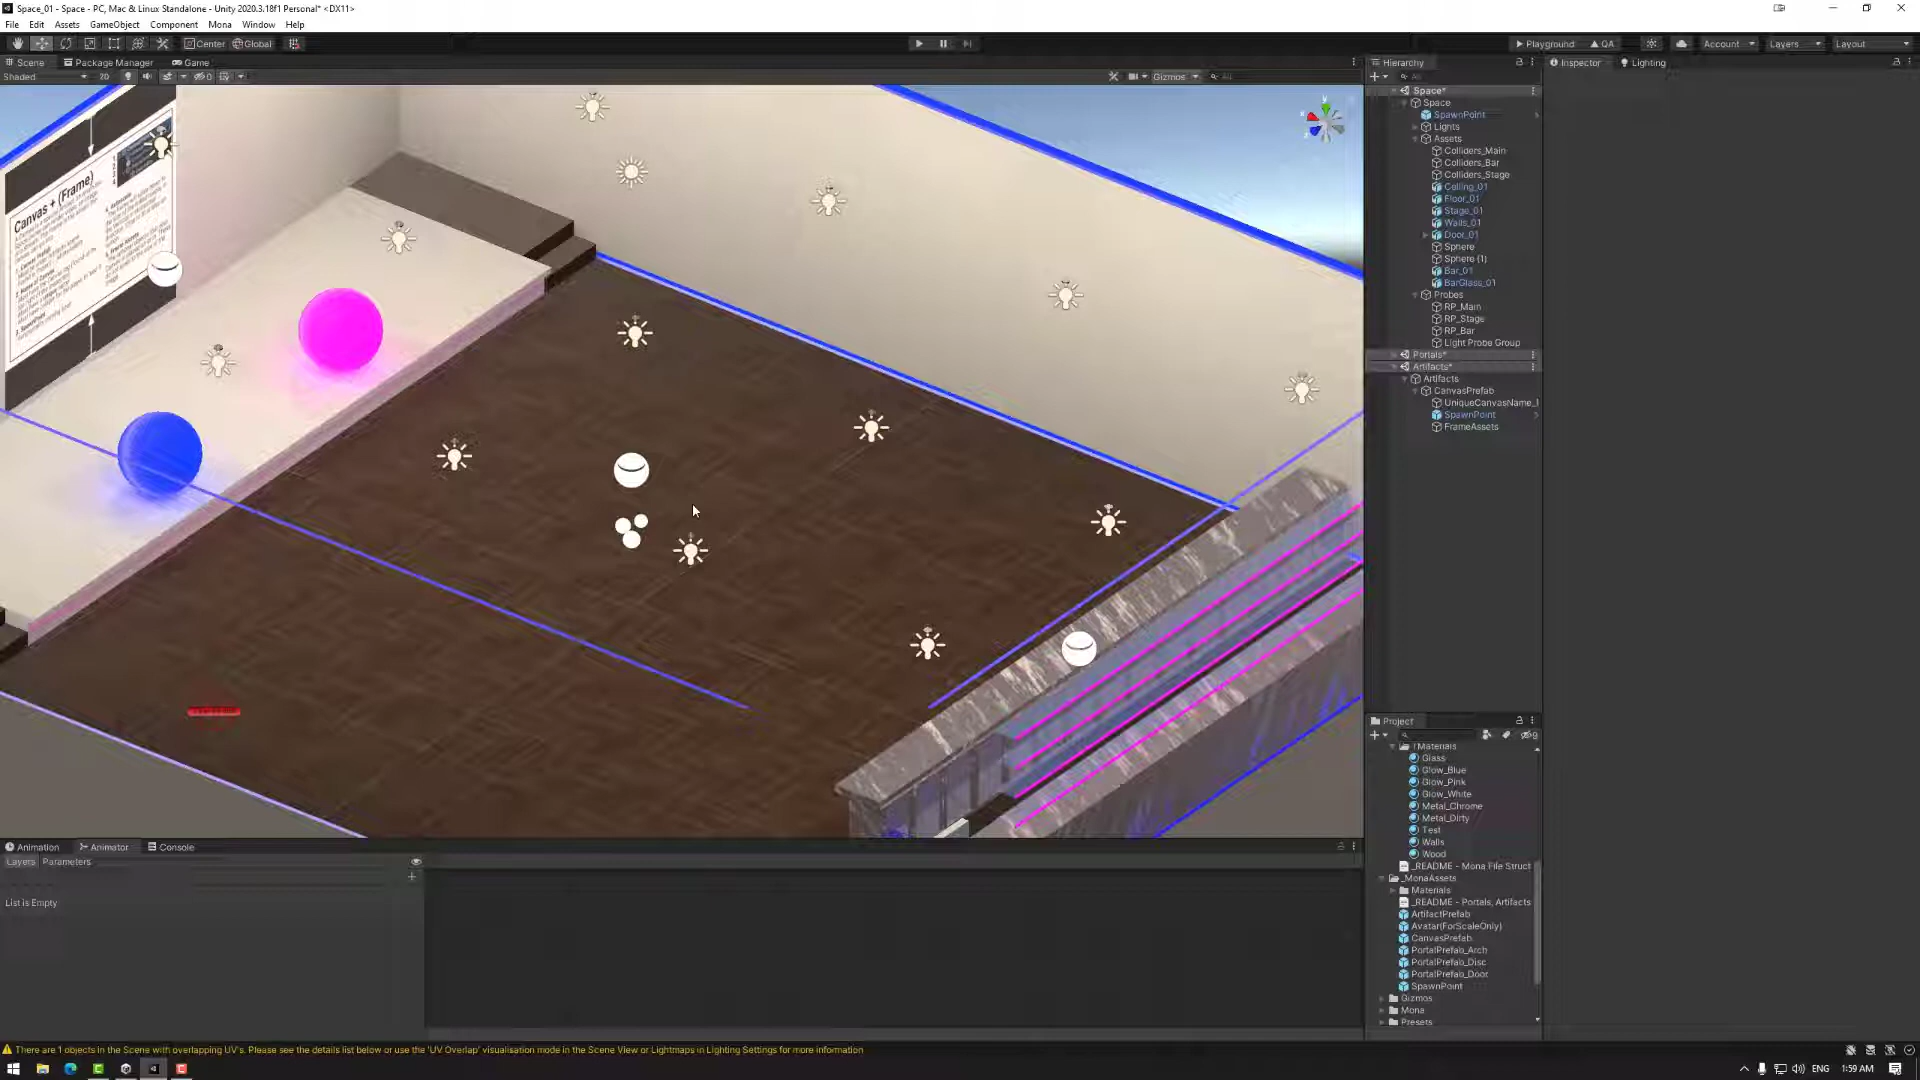 Space_01 - Space - PC, Mac & Linux Standalone - Unity 2020.3.18f1 Personal* <DX11>
File Edit Assets GameObject Component Mona Window Help
Center Global Playground QA Account Layers Layout
Scene Package Manager Game
Shaded 2D 0 Gizmos All
Canvas + (Frame)
Hierarchy
All
Space*
Space
SpawnPoint
Lights
Assets
Colliders_Main
Colliders_Bar
Colliders_Stage
Ceiling_01
Floor_01
Stage_01
Walls_01
Door_01
Sphere
Sphere (1)
Bar_01
BarGlass_01
Probes
RP_Main
RP_Stage
RP_Bar
Light Probe Group
Portals*
Artifacts*
Artifacts
CanvasPrefab
UniqueCanvasName_
SpawnPoint
FrameAssets
Inspector Lighting
Project
9
Materials
Glass
Glow_Blue
Glow_Pink
Glow_White
Metal_Chrome
Metal_Dirty
Test
Walls
Wood
_README - Mona File Struct
_MonaAssets
Materials
_README - Portals, Artifacts
ArtifactPrefab
Avatar(ForScaleOnly)
CanvasPrefab
PortalPrefab_Arch
PortalPrefab_Disc
PortalPrefab_Door
SpawnPoint
Gizmos
Mona
Presets
Animation Animator Console
Layers Parameters
List is Empty
There are 1 objects in the Scene with overlapping UV's. Please see the details list below or use the 'UV Overlap' visualisation mode in the Scene View or Lightmaps in Lighting Settings for more information
ENG 1:59 AM